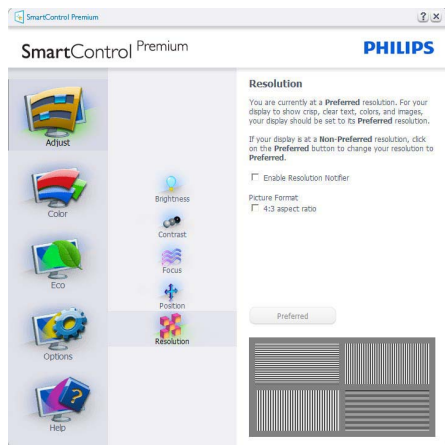 SmartControl Premium
SmartControl Premium
PHILIPS
Adjust
Color
Eco
Options
Help
Brightness
Contrast
Focus
Position
Resolution
Resolution
You are currently at a Preferred resolution. For your
display to show crisp, clear text, colors, and images,
your display should be set to its Preferred resolution.
If your display is at a Non-Preferred resolution, click
on the Preferred button to change your resolution to
Preferred.
Enable Resolution Notifier
Picture Format
4:3 aspect ratio
Preferred